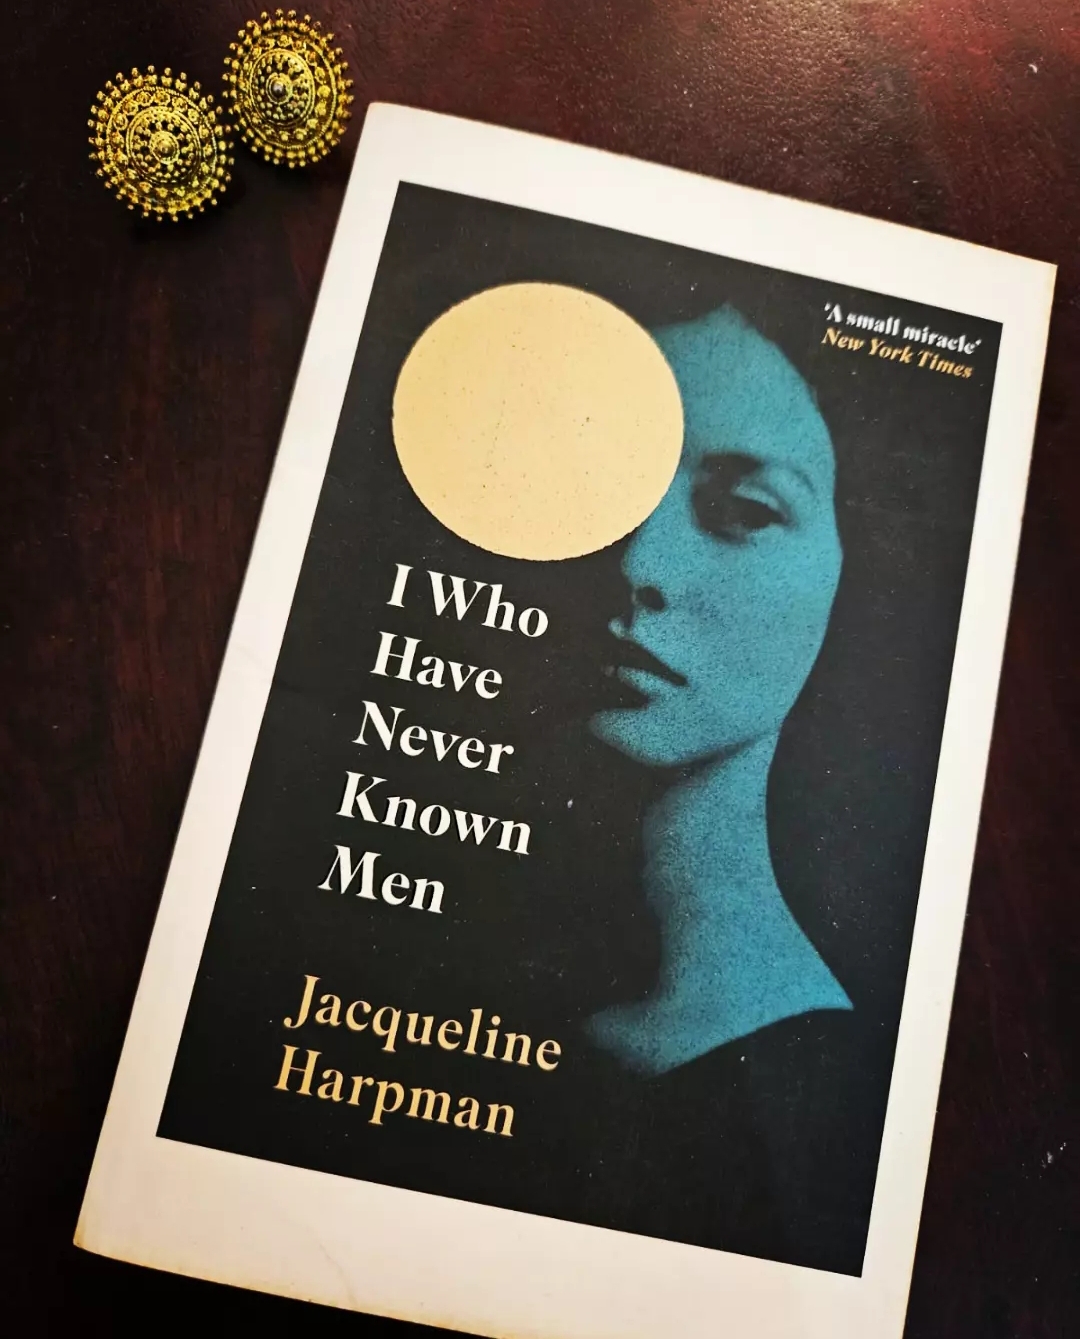 'A small miracle'
New York Times
I Who
Have
Never
Known
Men
Jacqueline
Harpman